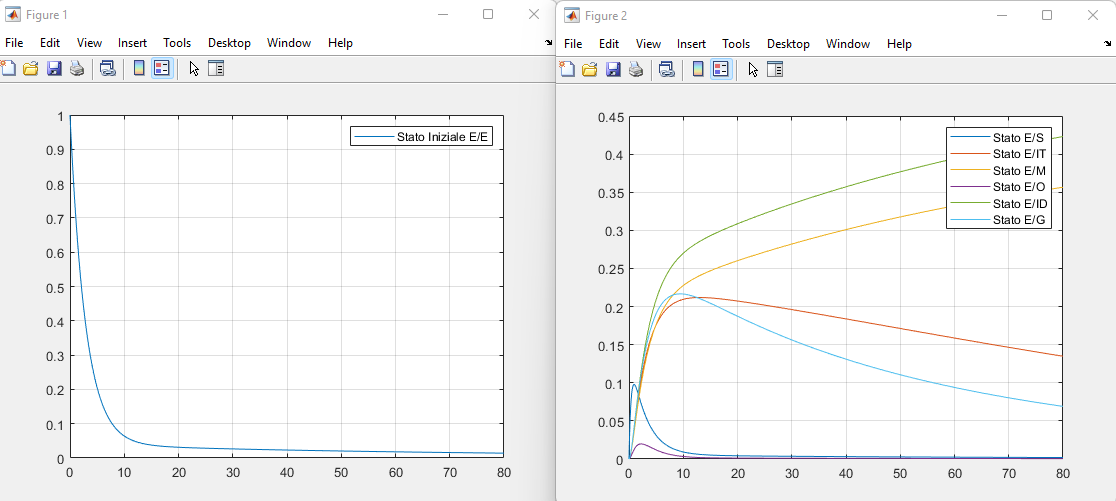 Figure 1
File Edit View Insert Tools Desktop Window Help
1
0.9
0.8
0.7
0.6
0.5
0.4
0.3
0.2
0.1
0
0 10 20 30 40 50 60 70 80
Stato Iniziale E/E
Figure 2
File Edit View Insert Tools Desktop Window Help
0.45
0.4
0.35
0.3
0.25
0.2
0.15
0.1
0.05
0
0 10 20 30 40 50 60 70 80
Stato E/S
Stato E/IT
Stato E/M
Stato E/O
Stato E/ID
Stato E/G